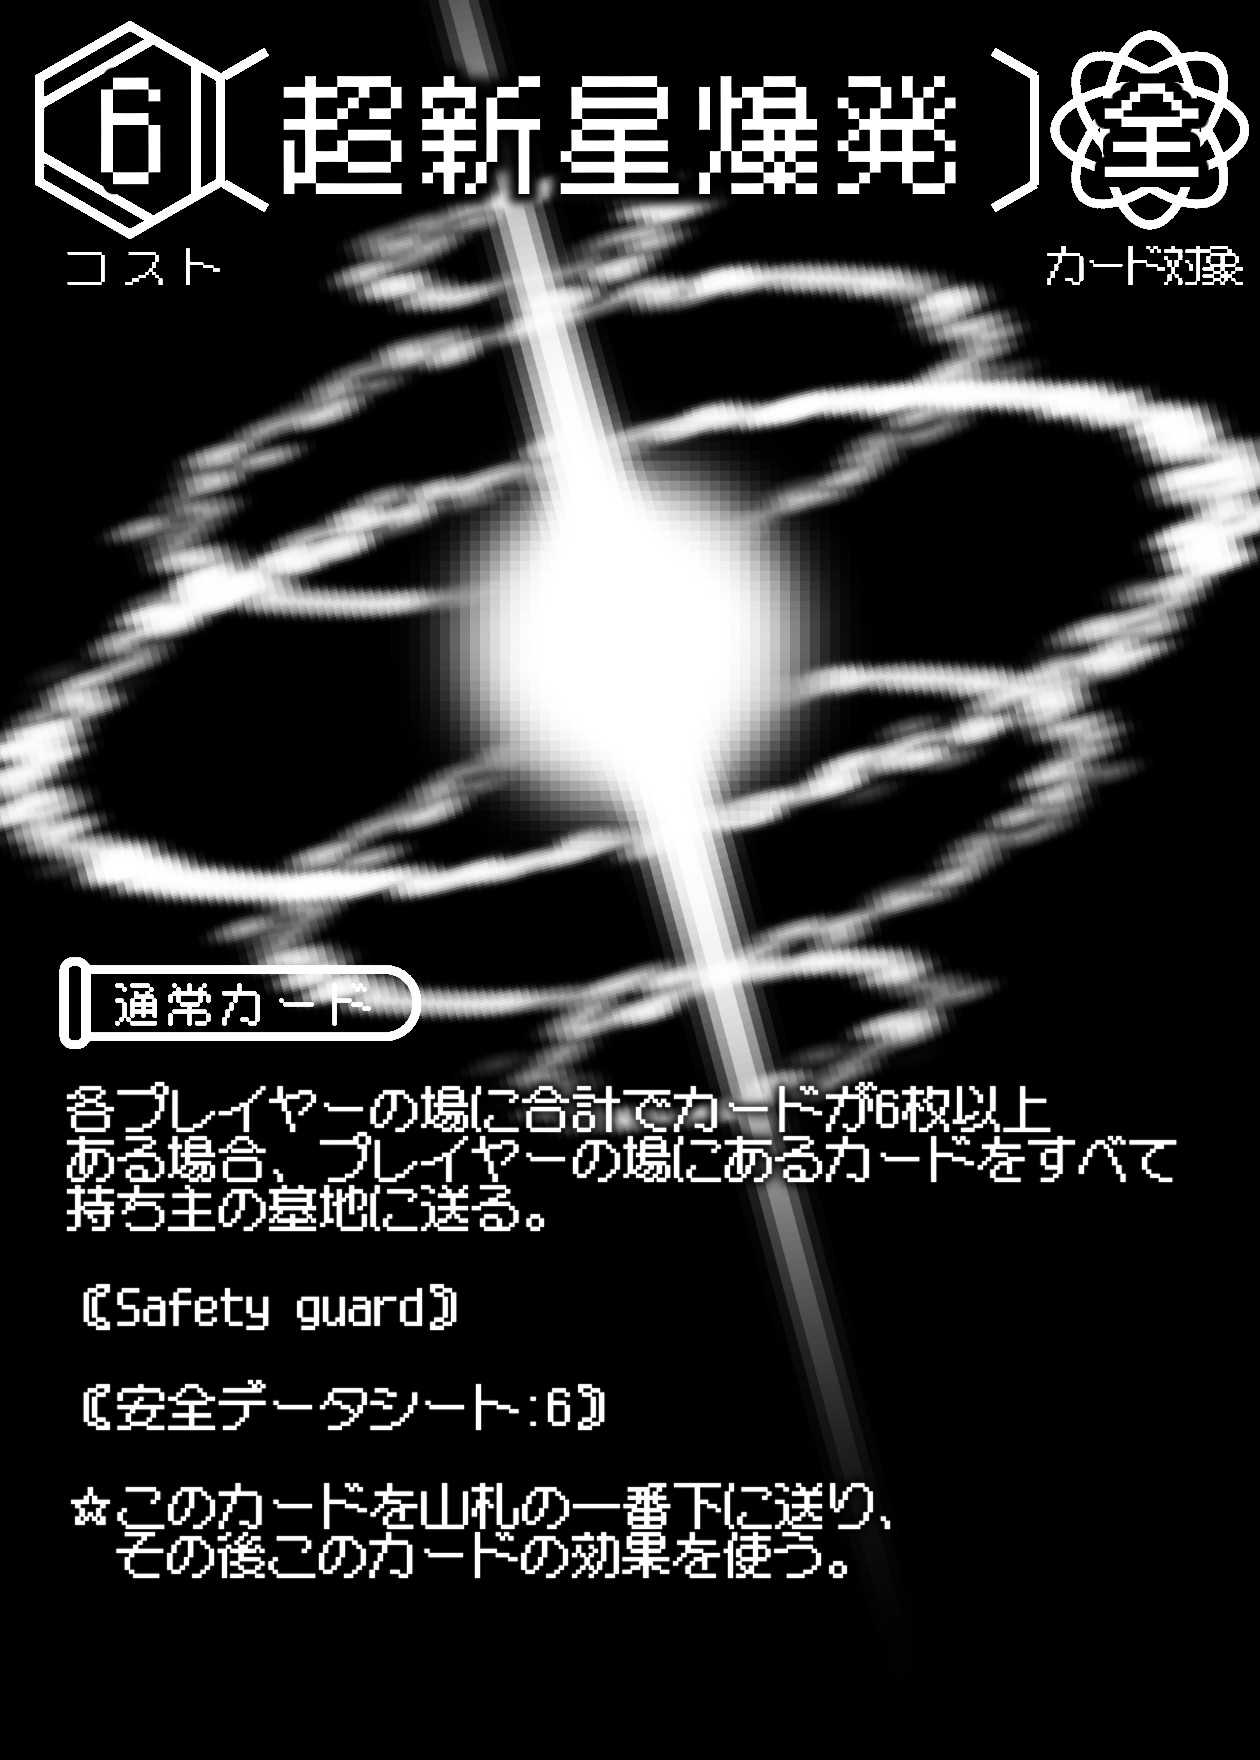 6
超新星爆発
全
コスト
カード対象
通常カード
各プレイヤーの場に合計でカードが6枚以上
ある場合、プレイヤーの場にあるカードをすべて
持ち主の墓地に送る。
〘Safety guard〙
〘安全データシート:6〙
☆このカードを山札の一番下に送り、
その後このカードの効果を使う。